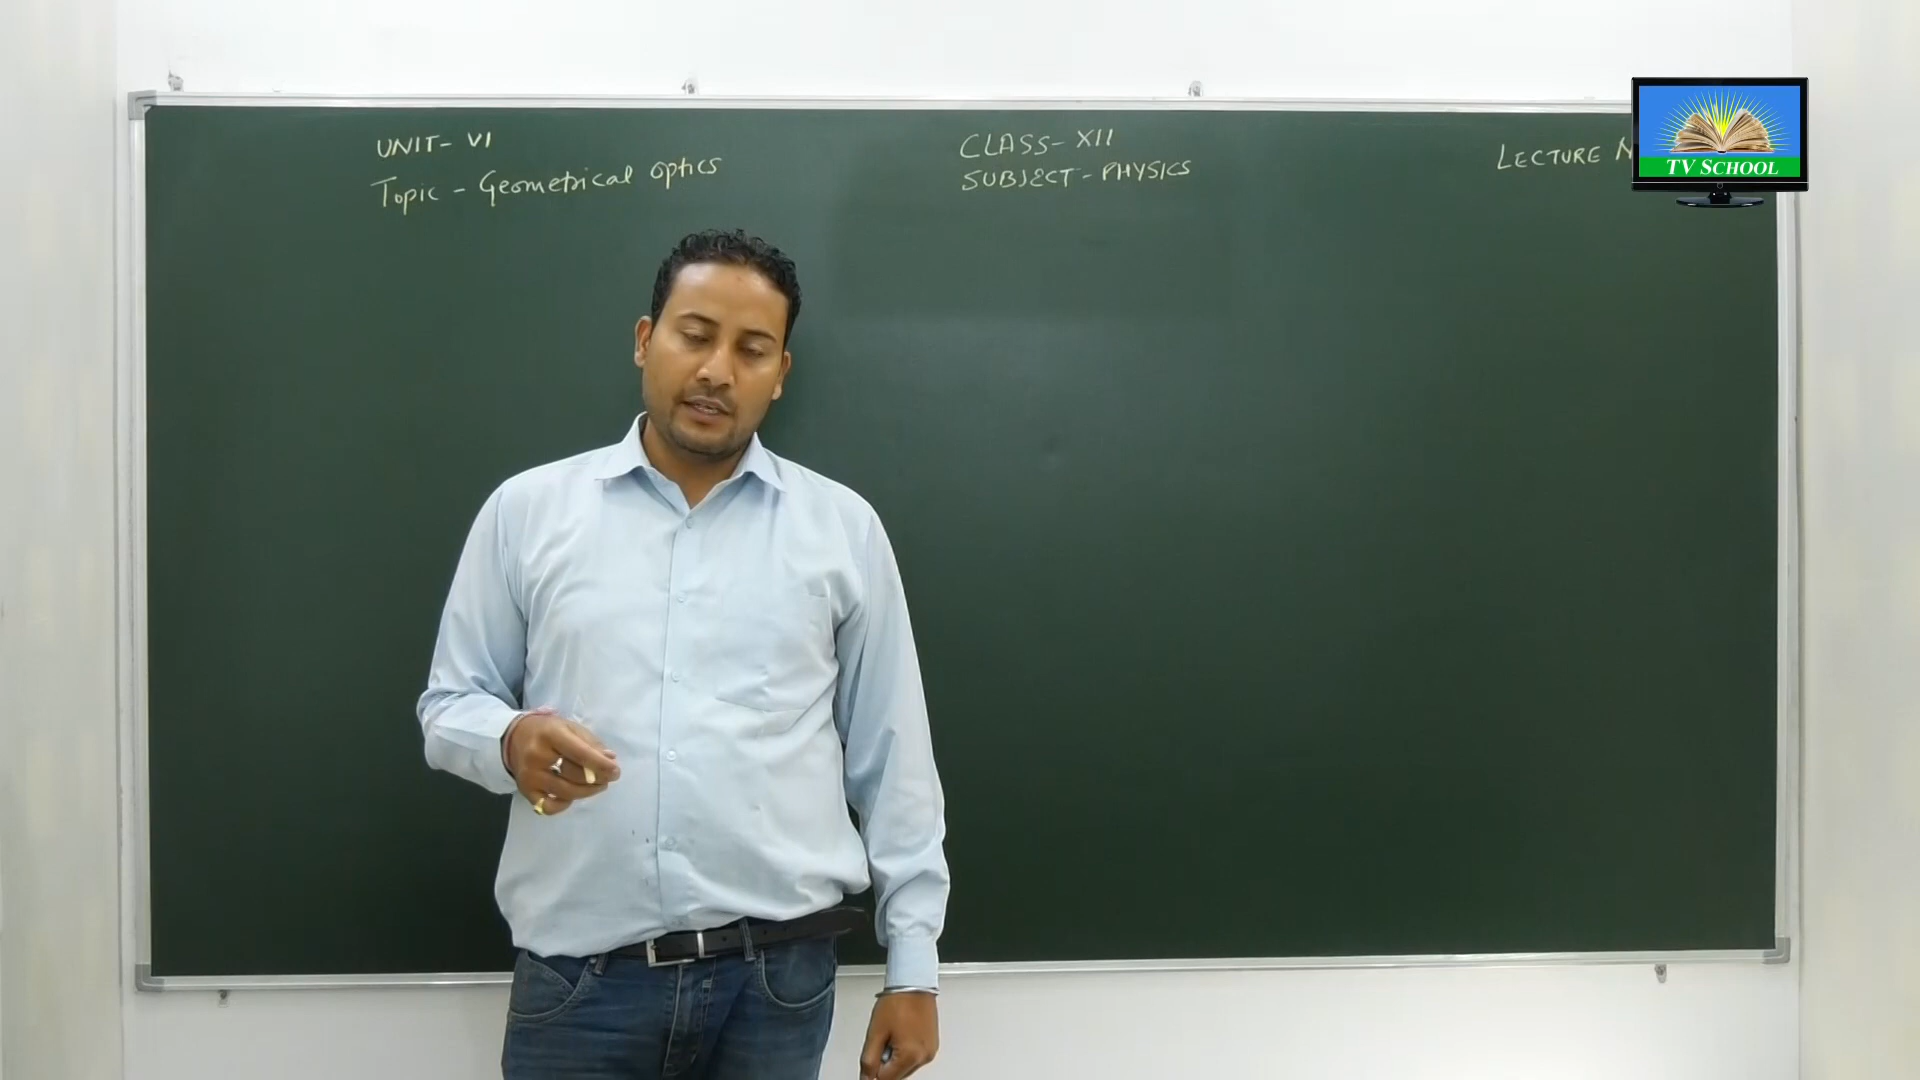 UNIT- VI
Topic - Geometrical optics
CLASS- XII
SUBJECT - PHYSICS
LECTURE
TV SCHOOL